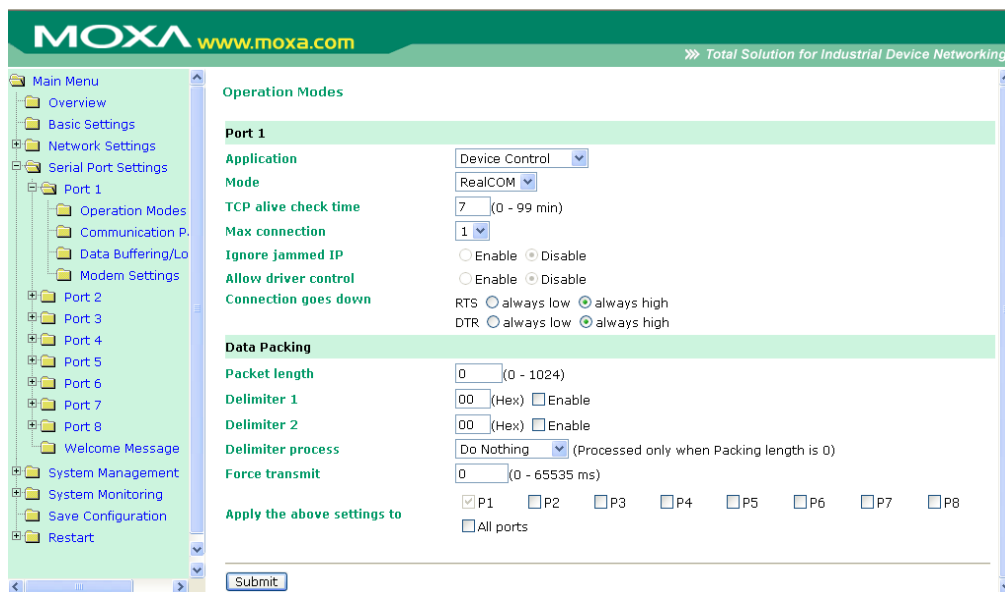 MOXA www.moxa.com
Total Solution for Industrial Device Networking
Main Menu
Overview
Basic Settings
Network Settings
Serial Port Settings
Port 1
Operation Modes
Communication P
Data Buffering/Lo
Modem Settings
Port 2
Port 3
Port 4
Port 5
Port 6
Port 7
Port 8
Welcome Message
System Management
System Monitoring
Save Configuration
Restart
Operation Modes
Port 1
Application Device Control
Mode RealCOM
TCP alive check time 7 (0 - 99 min)
Max connection 1
Ignore jammed IP Enable Disable
Allow driver control Enable Disable
Connection goes down RTS always low always high
DTR always low always high
Data Packing
Packet length 0 (0 - 1024)
Delimiter 1 00 (Hex) Enable
Delimiter 2 00 (Hex) Enable
Delimiter process Do Nothing (Processed only when Packing length is 0)
Force transmit 0 (0 - 65535 ms)
Apply the above settings to P1 P2 P3 P4 P5 P6 P7 P8
All ports
Submit